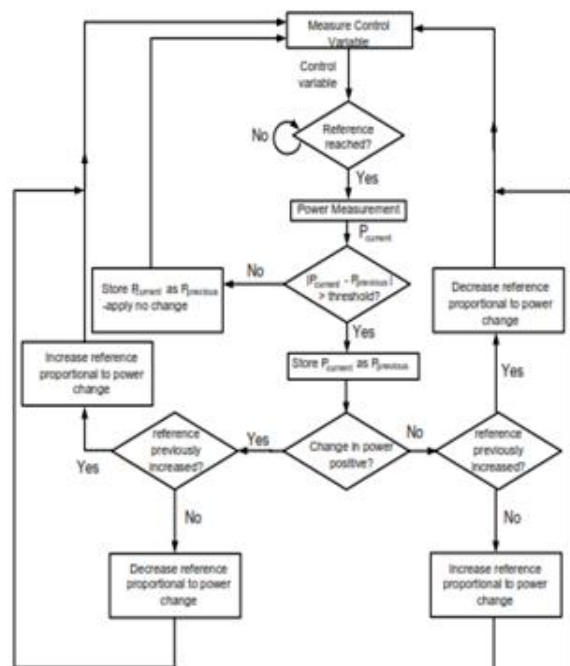 Measure Control
Variable
Control
variable
No
Reference
reached?
Yes
Power Measurement
P current
No
|P current - P previous|
> threshold?
Store P current as P previous
-apply no change
Yes
Store P current as P previous
Decrease reference
proportional to power
change
Increase reference
proportional to power
change
Yes
Yes
reference
previously
increased?
Yes
Change in power
positive?
No
reference
previously
increased?
No
No
Decrease reference
proportional to power
change
Increase reference
proportional to power
change